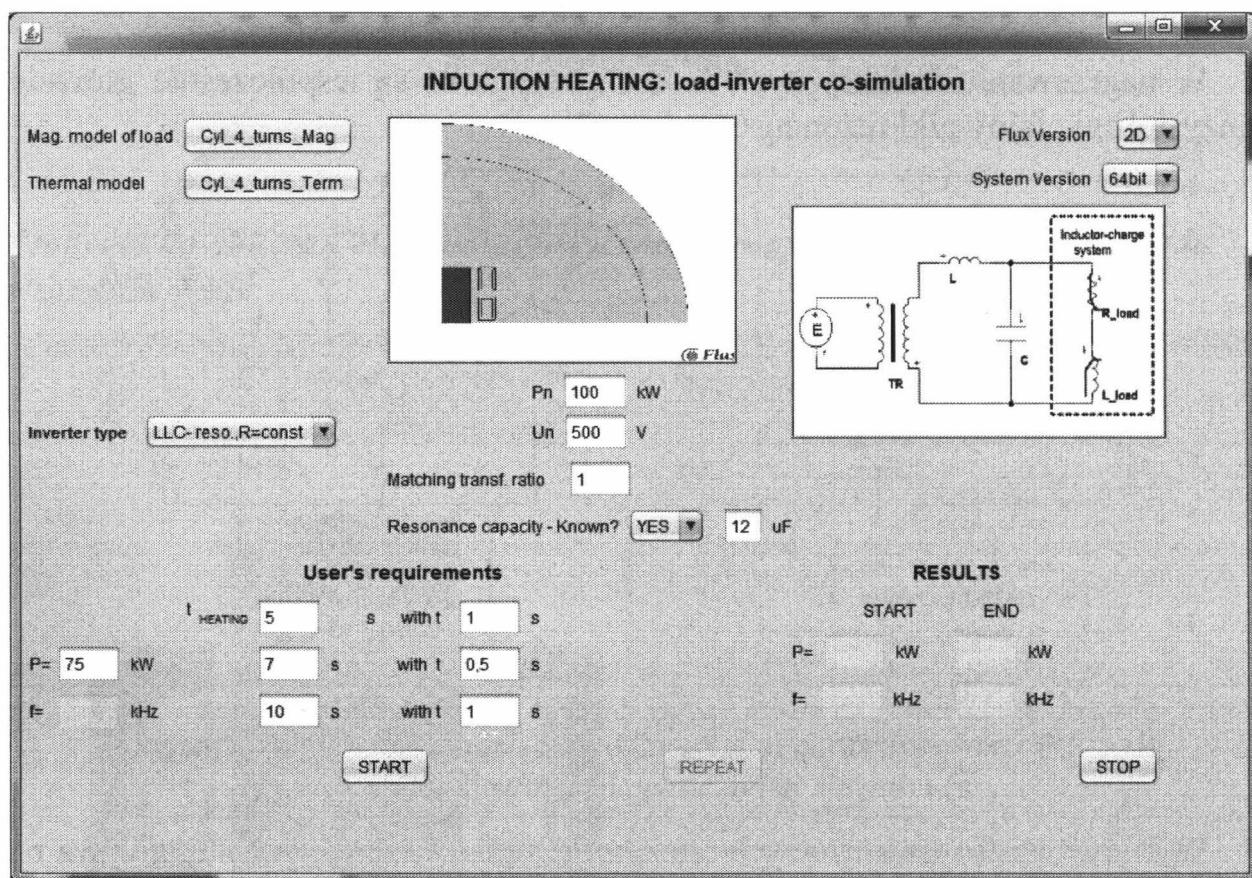 INDUCTION HEATING: load-inverter co-simulation
Mag. model of load Cyl_4_turns_Mag
Thermal model Cyl_4_turns_Term
Flux Version 2D
System Version 64bit
Inductor-charge
system
L
R_load
E
C
TR
L_load
Flux
Pn 100 kW
Inverter type LLC- reso.,R=const
Un 500 V
Matching transf. ratio 1
Resonance capacity - Known? YES 12 uF
User's requirements
RESULTS
t HEATING 5 s with t 1 s
START END
P= 75 kW 7 s with t 0,5 s
P= kW kW
f= kHz 10 s with t 1 s
f= kHz kHz
START REPEAT STOP